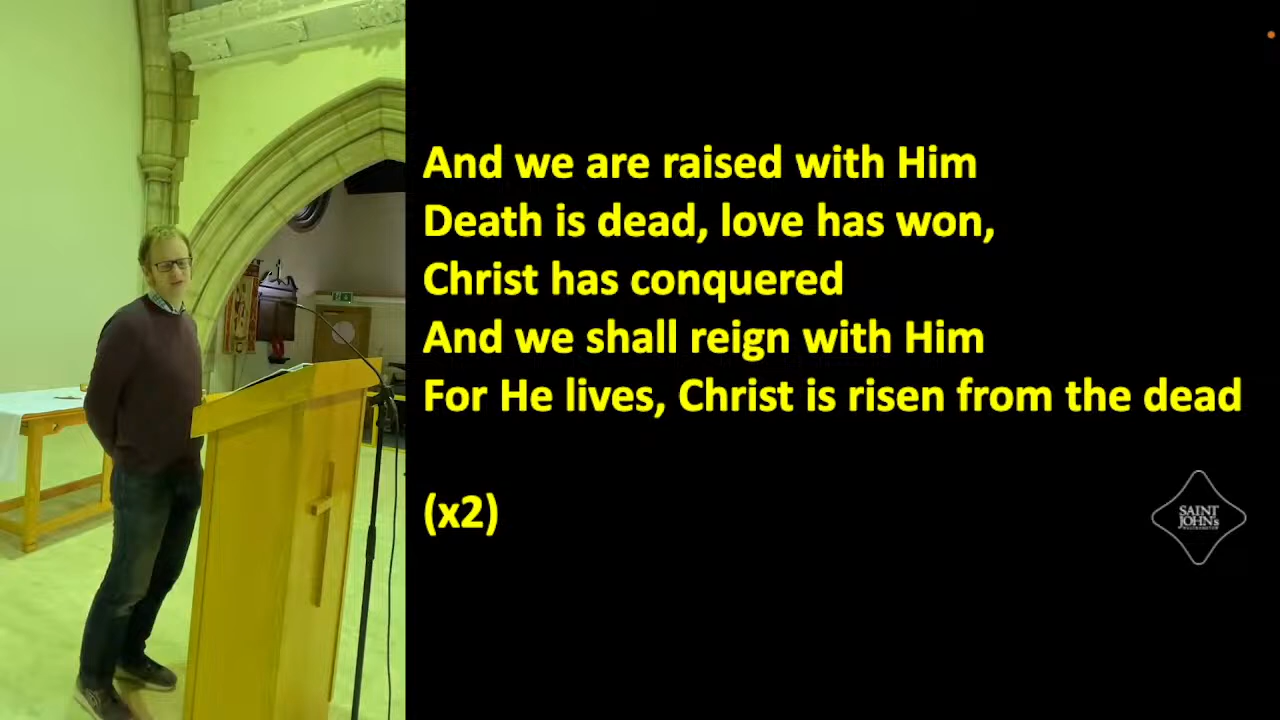 And we are raised with Him
Death is dead, love has won,
Christ has conquered
And we shall reign with Him
For He lives, Christ is risen from the dead
(x2)
SAINT
JOHN's